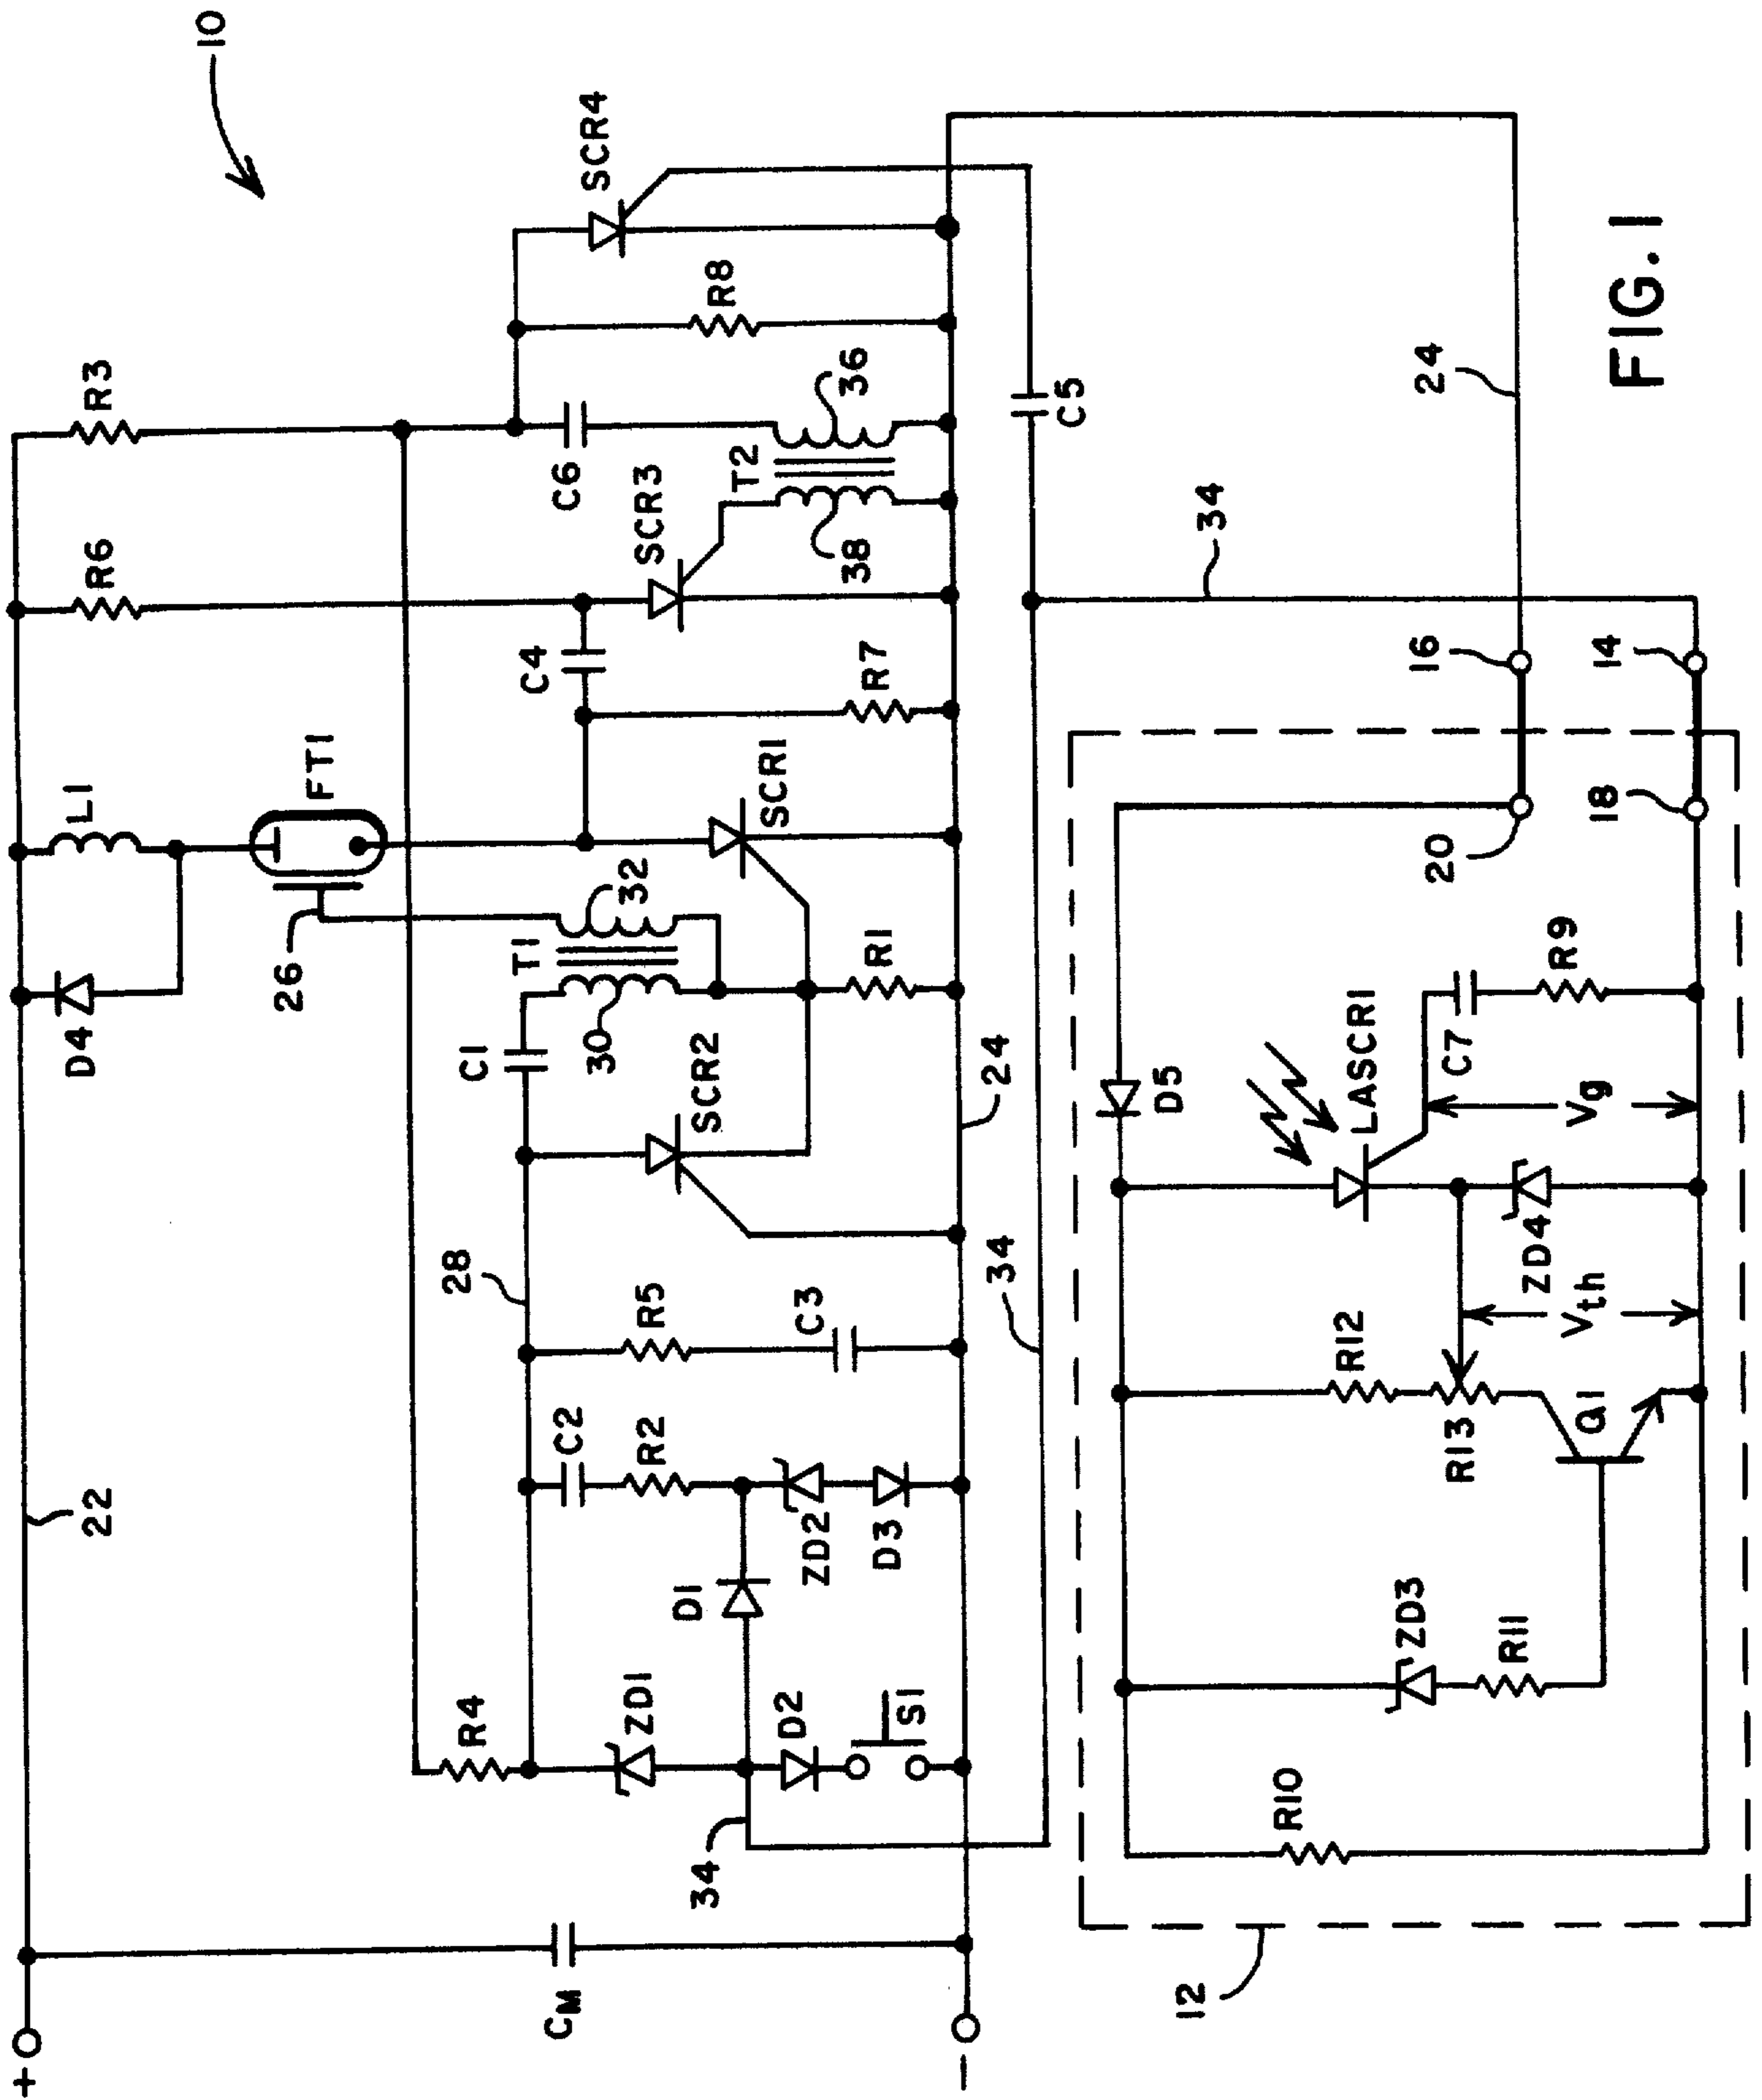 10
+
22
D4
L1
R6
R3
26
FT1
SCR4
R4
28
C1
T1
32
C4
SCR3
C6
R8
30
38
T2
36
CM
ZD1
C2
R2
R5
SCR2
SCR1
R7
D1
34
D2
S1
ZD2
D3
C3
R1
24
−
34
C5
34
12
R10
ZD3
R11
R12
R13
Q1
Vth
D5
LASCR1
ZD4
C7
R9
Vg
20
16
24
18
14
FIG. 1